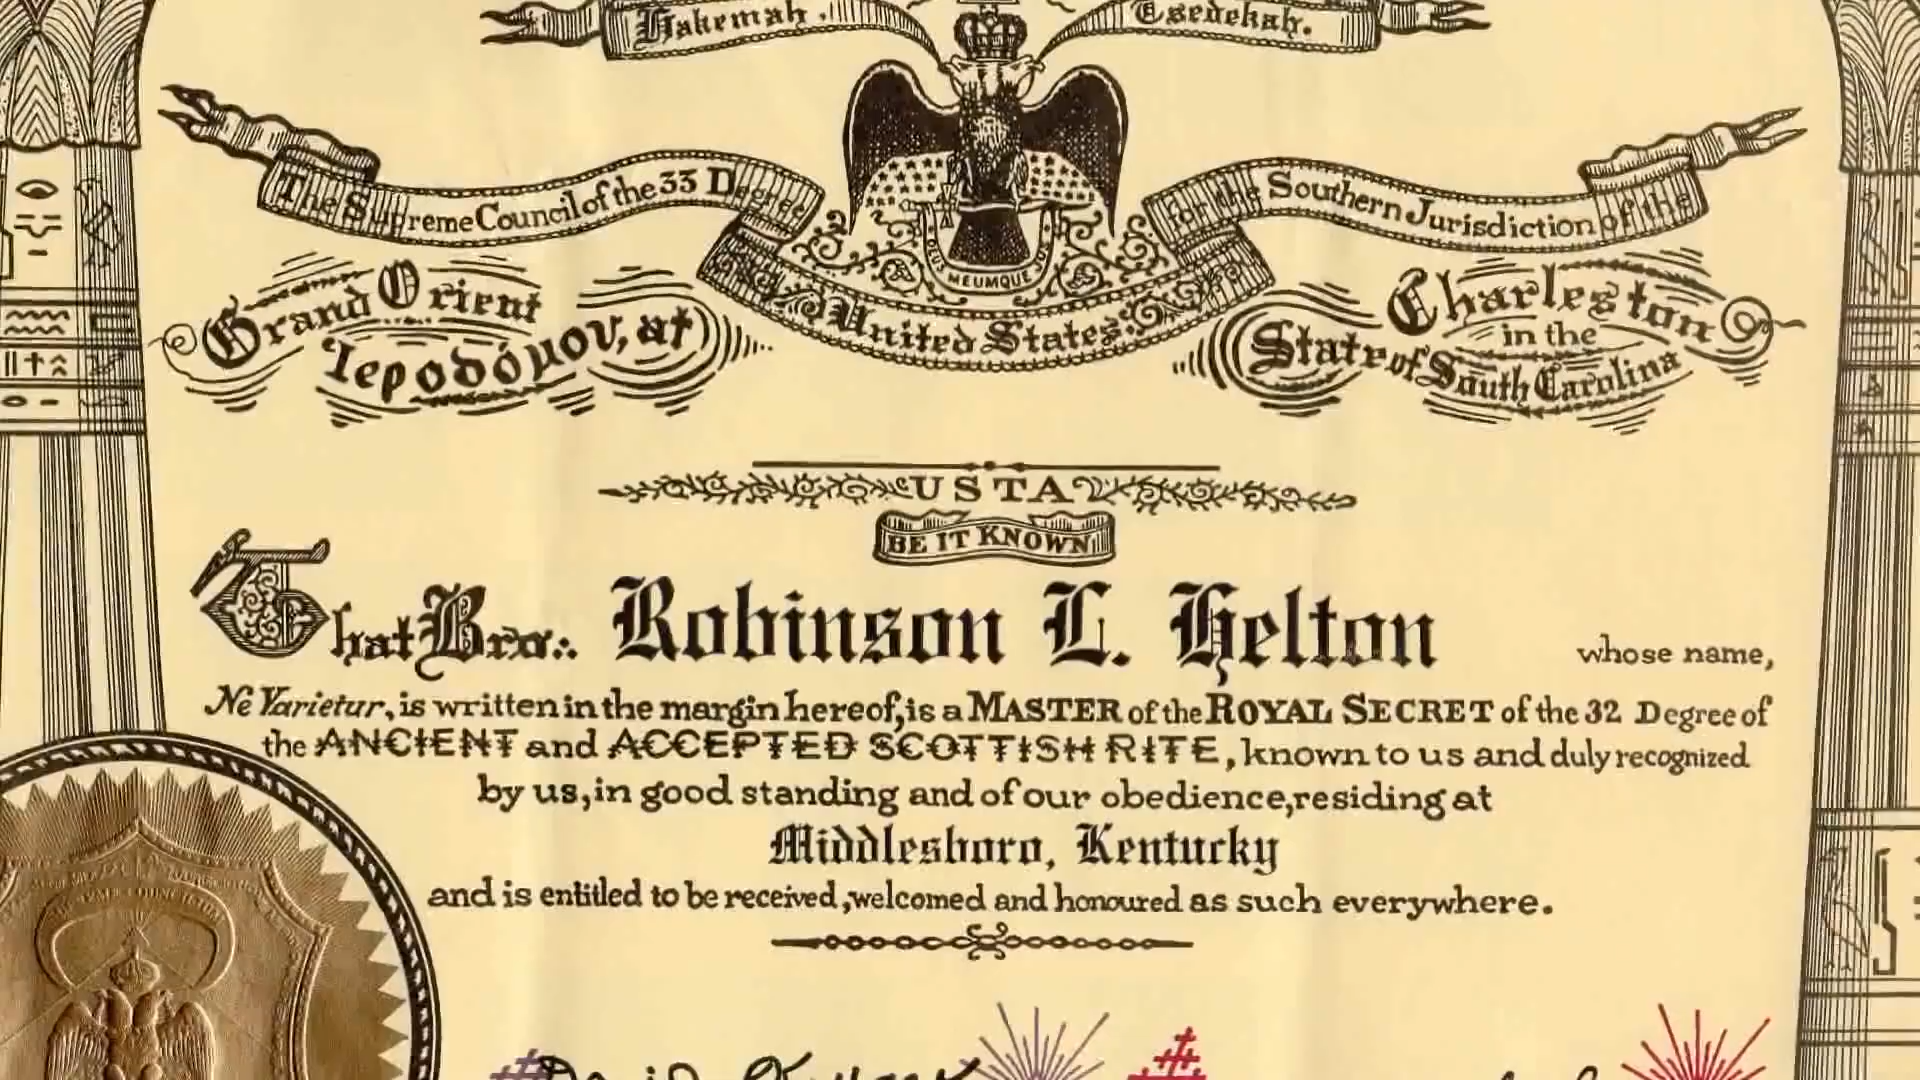 Hakemah. Esedekah.
The Supreme Council of the 33 Degree for the Southern Jurisdiction of the
United States.
DEUS MEUMQUE JUS
Grand Orient
Ιεροδόμου, at
Charleston
in the
State of South Carolina
CUSTA
BE IT KNOWN
That Bro∴ Robinson L. Helton whose name,
Ne Varietur, is written in the margin hereof, is a MASTER of the ROYAL SECRET of the 32 Degree of
the ANCIENT and ACCEPTED SCOTTISH RITE, known to us and duly recognized
by us, in good standing and of our obedience, residing at
Middlesboro, Kentucky
and is entitled to be received, welcomed and honoured as such everywhere.